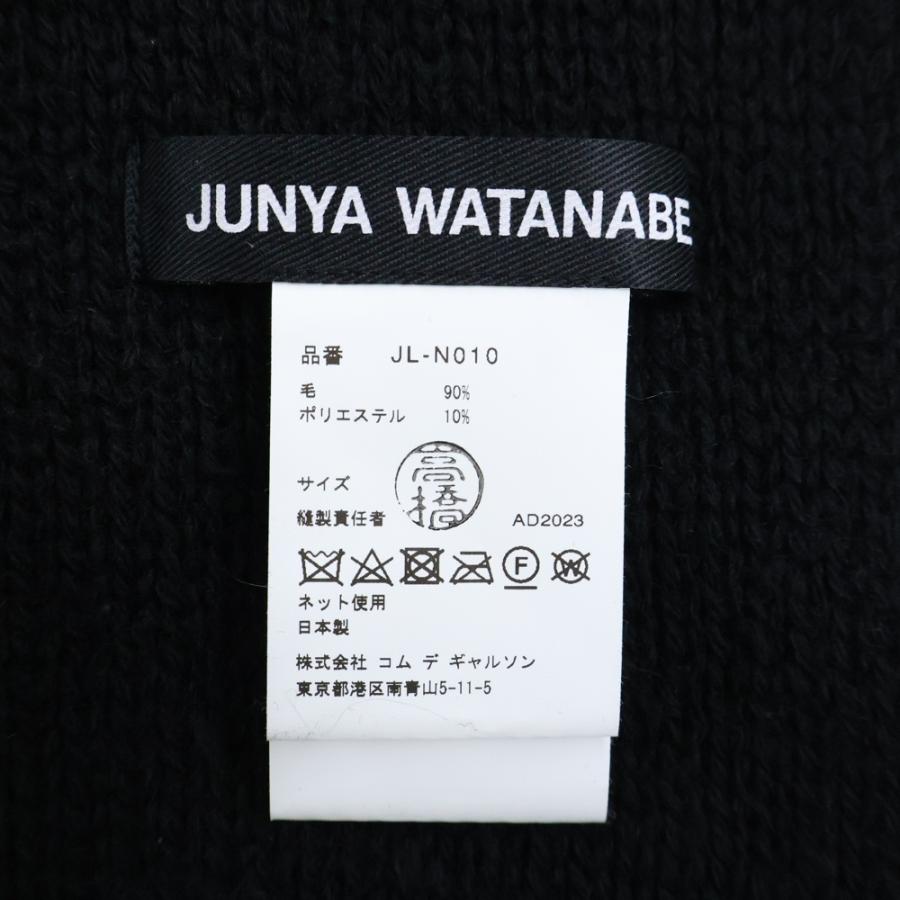 JUNYA WATANABE
品番 JL-N010
毛 90%
ポリエステル 10%
サイズ
高橋
縫製責任者 AD2023
F W
ネット使用
日本製
株式会社 コム デ ギャルソン
東京都港区南青山5-11-5